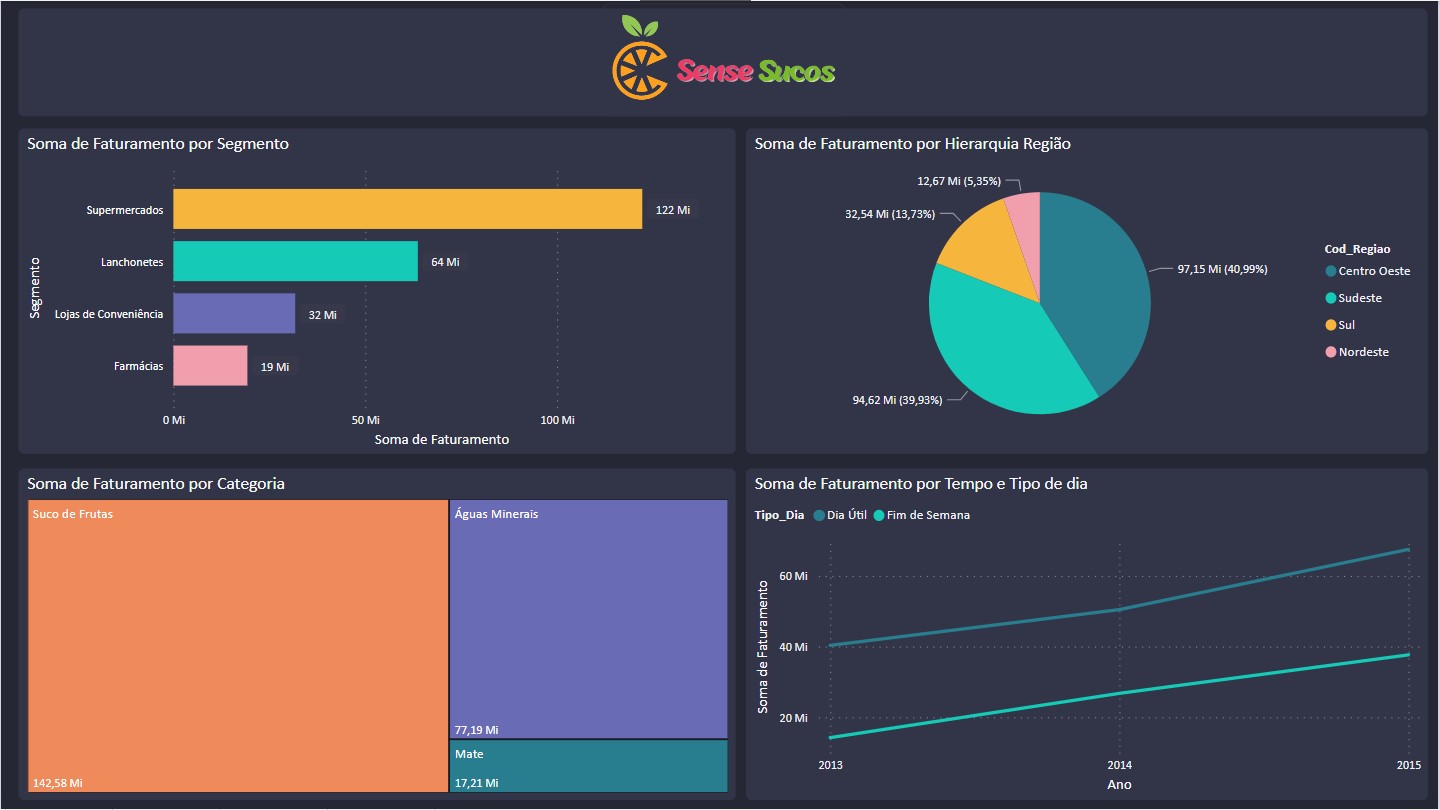 Sense Sucos
Soma de Faturamento por Segmento
Segmento
Supermercados
122 Mi
Lanchonetes
64 Mi
Lojas de Conveniência
32 Mi
Farmácias
19 Mi
0 Mi
50 Mi
100 Mi
Soma de Faturamento
Soma de Faturamento por Hierarquia Região
12,67 Mi (5,35%)
32,54 Mi (13,73%)
97,15 Mi (40,99%)
94,62 Mi (39,93%)
Cod_Regiao
Centro Oeste
Sudeste
Sul
Nordeste
Soma de Faturamento por Categoria
Suco de Frutas
142,58 Mi
Águas Minerais
77,19 Mi
Mate
17,21 Mi
Soma de Faturamento por Tempo e Tipo de dia
Tipo_Dia Dia Útil Fim de Semana
Soma de Faturamento
60 Mi
40 Mi
20 Mi
2013
2014
2015
Ano